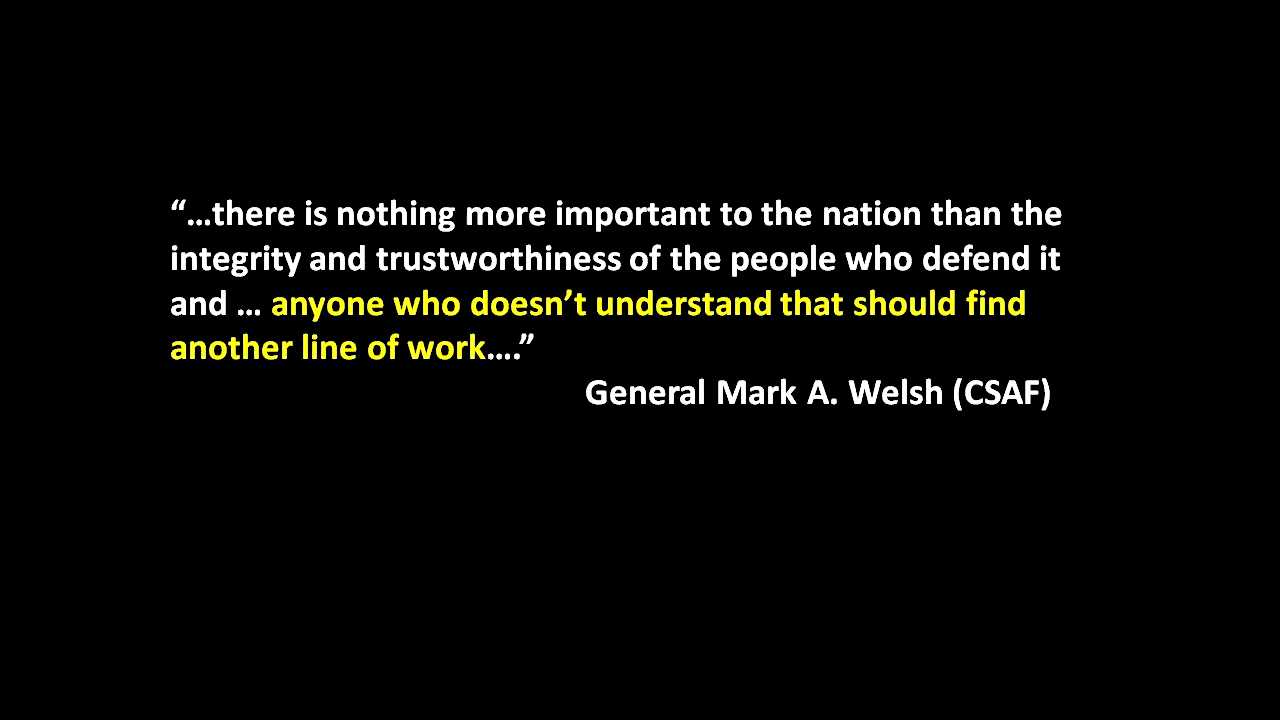 “…there is nothing more important to the nation than the
integrity and trustworthiness of the people who defend it
and … anyone who doesn’t understand that should find
another line of work….”
General Mark A. Welsh (CSAF)